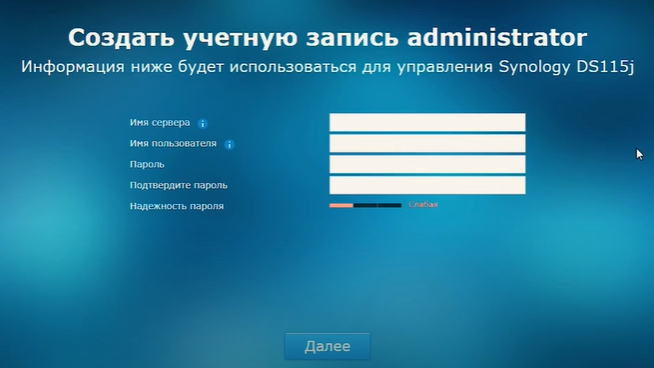 Создать учетную запись administrator
Информация ниже будет использоваться для управления Synology DS115j
Имя сервера
Имя пользователя
Пароль
Подтвердите пароль
Надежность пароля Слабая
Далее